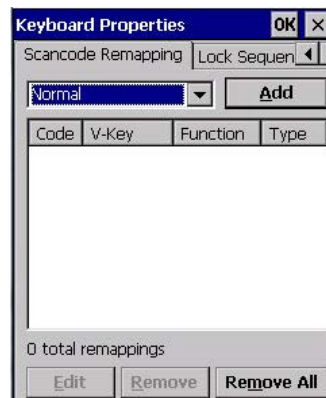 Keyboard Properties OK ×
Scancode Remapping Lock Sequen
Normal Add
Code V-Key Function Type
0 total remappings
Edit Remove Remove All